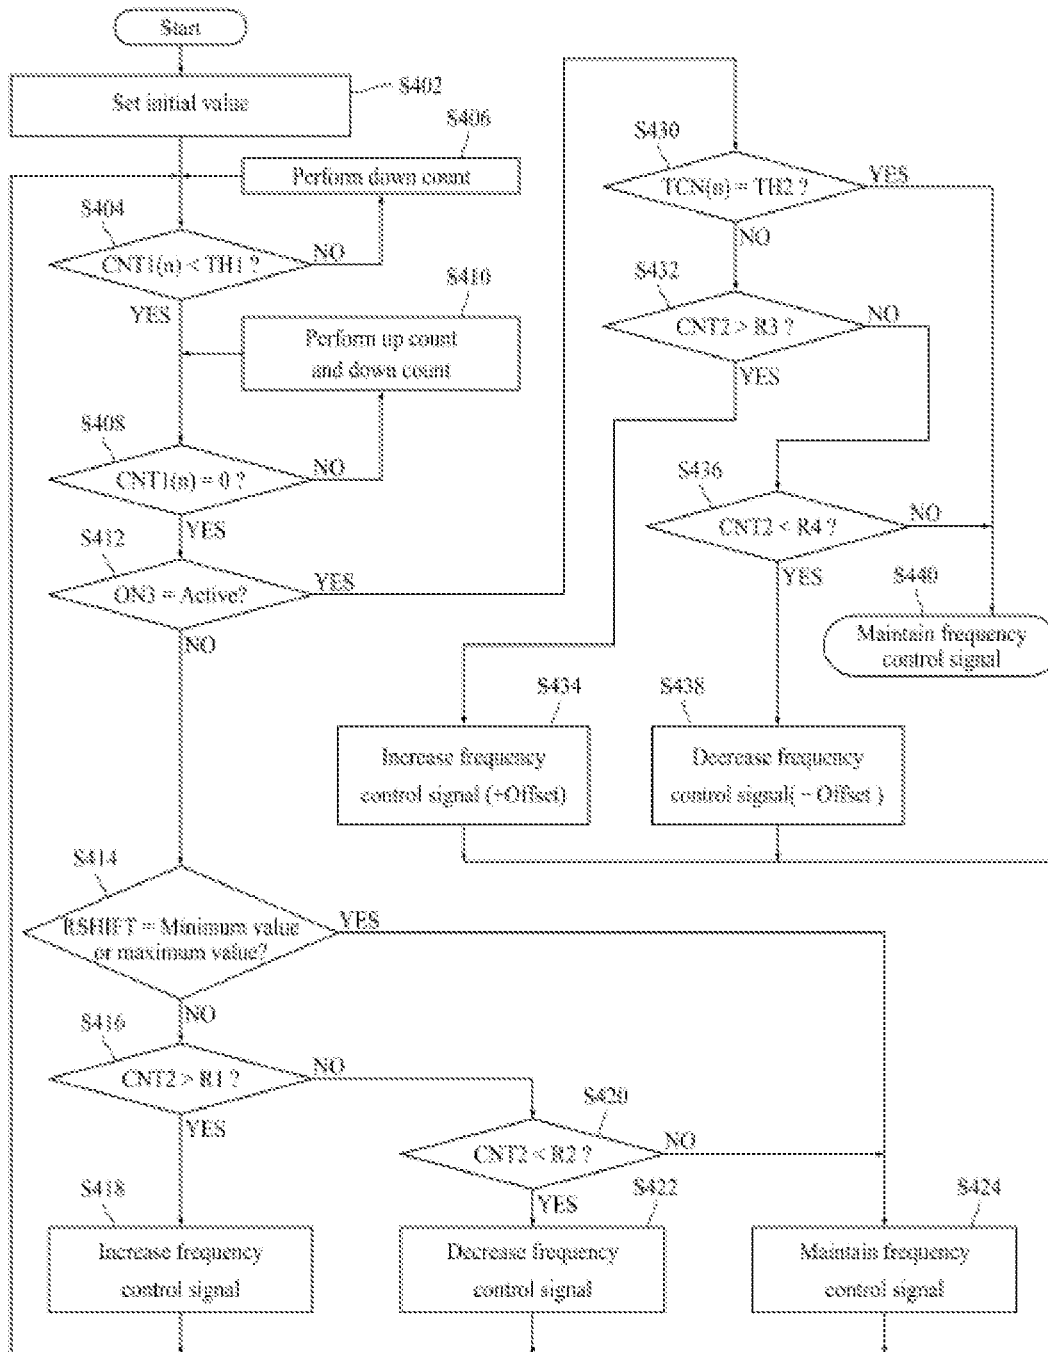 Start
S402
Set initial value
S406
Perform down count
S404
CNT1(n) < TH1 ?
NO
YES
S410
Perform up count
and down count
S408
CNT1(n) = 0 ?
NO
YES
S412
ON3 = Active?
YES
NO
S430
TCN(n) = TH2 ?
YES
NO
S432
CNT2 > R3 ?
NO
YES
S436
CNT2 < R4 ?
NO
YES
S440
Maintain frequency
control signal
S434
Increase frequency
control signal (+Offset)
S438
Decrease frequency
control signal( - Offset )
S414
RSHIFT = Minimum value
or maximum value?
YES
NO
S416
CNT2 > R1 ?
NO
YES
S420
CNT2 < R2 ?
NO
YES
S418
Increase frequency
control signal
S422
Decrease frequency
control signal
S424
Maintain frequency
control signal